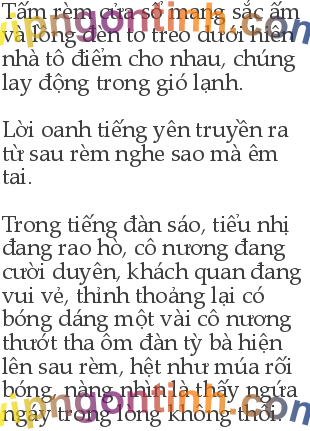 Tấm rèm cửa sổ mang sắc ấm
và lồng đèn to treo dưới hiên
nhà tô điểm cho nhau, chúng
lay động trong gió lạnh.

Lời oanh tiếng yên truyền ra
từ sau rèm nghe sao mà êm
tai.

Trong tiếng đàn sáo, tiểu nhị
đang rao hò, cô nương đang
cười duyên, khách quan đang
vui vẻ, thỉnh thoảng lại có
bóng dáng một vài cô nương
thướt tha ôm đàn tỳ bà hiện
lên sau rèm, hệt như múa rối
bóng, nàng nhìn là thấy ngứa
ngáy trong lòng không thôi.
vipngontinh.com
vipngontinh.com